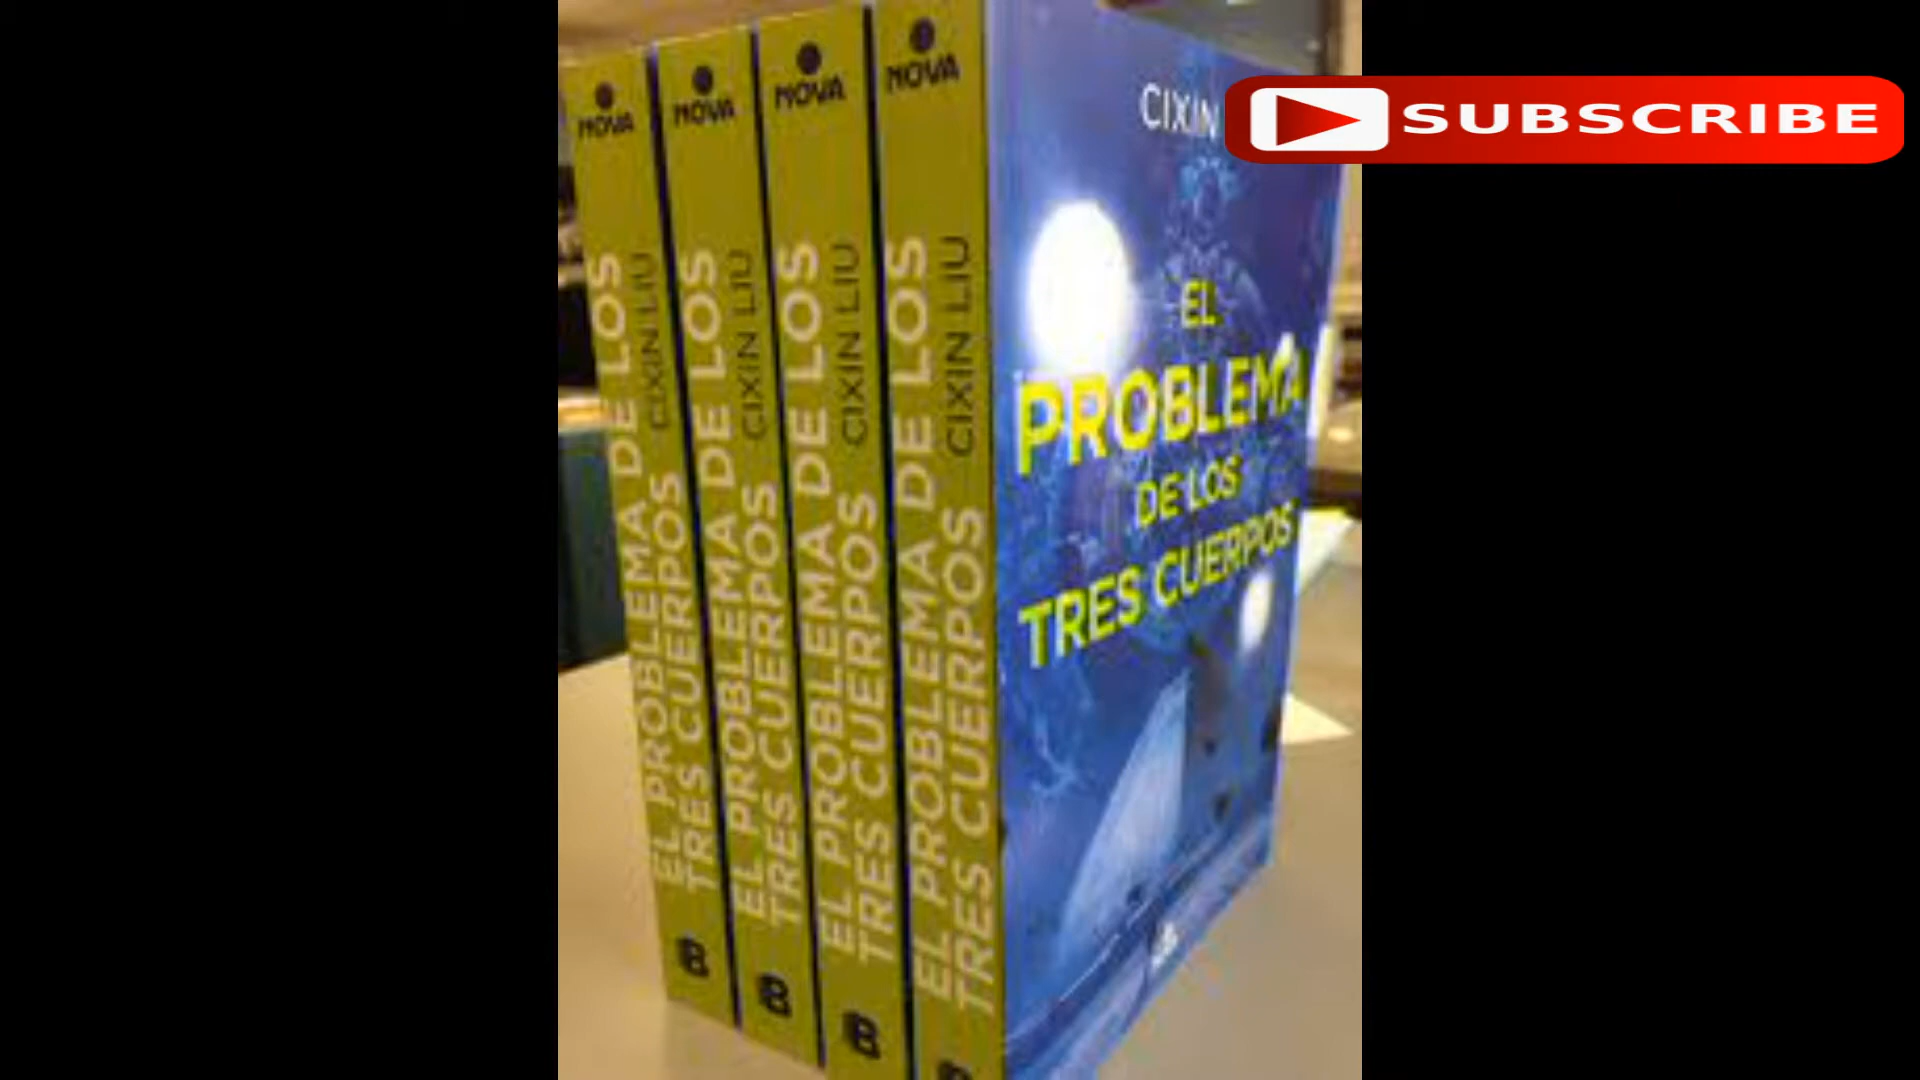 NOVA
EL PROBLEMA DE LOS
TRES CUERPOS
CIXIN LIU
B
NOVA
EL PROBLEMA DE LOS
TRES CUERPOS
CIXIN LIU
B
NOVA
EL PROBLEMA DE LOS
TRES CUERPOS
CIXIN LIU
B
NOVA
EL PROBLEMA DE LOS
TRES CUERPOS
CIXIN LIU
B
CIXIN
EL
PROBLEMA
DE LOS
TRES CUERPOS
SUBSCRIBE